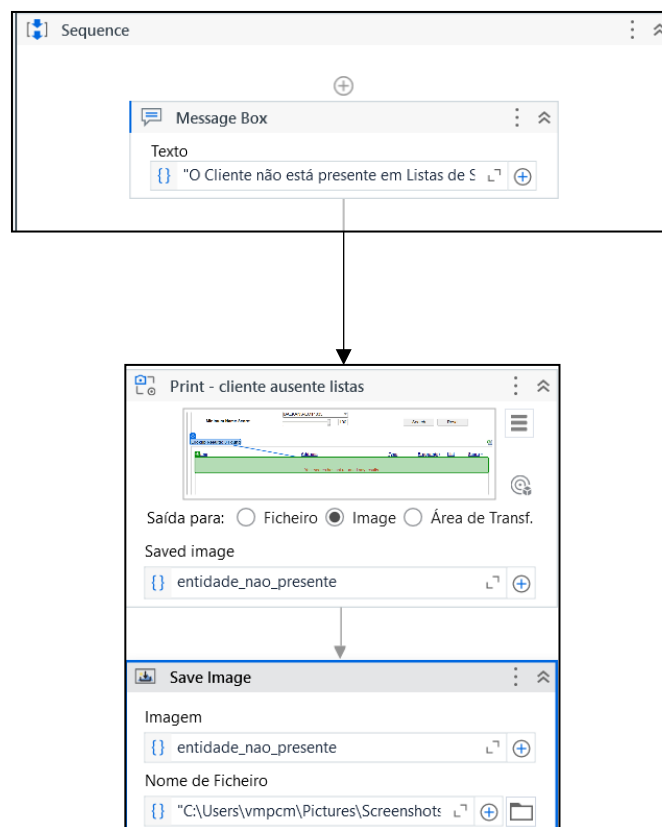 Sequence
Message Box
Texto
{} "O Cliente não está presente em Listas de S
Print - cliente ausente listas
Saída para: Ficheiro Image Área de Transf.
Saved image
{} entidade_nao_presente
Save Image
Imagem
{} entidade_nao_presente
Nome de Ficheiro
{} "C:\Users\vmpcm\Pictures\Screenshots